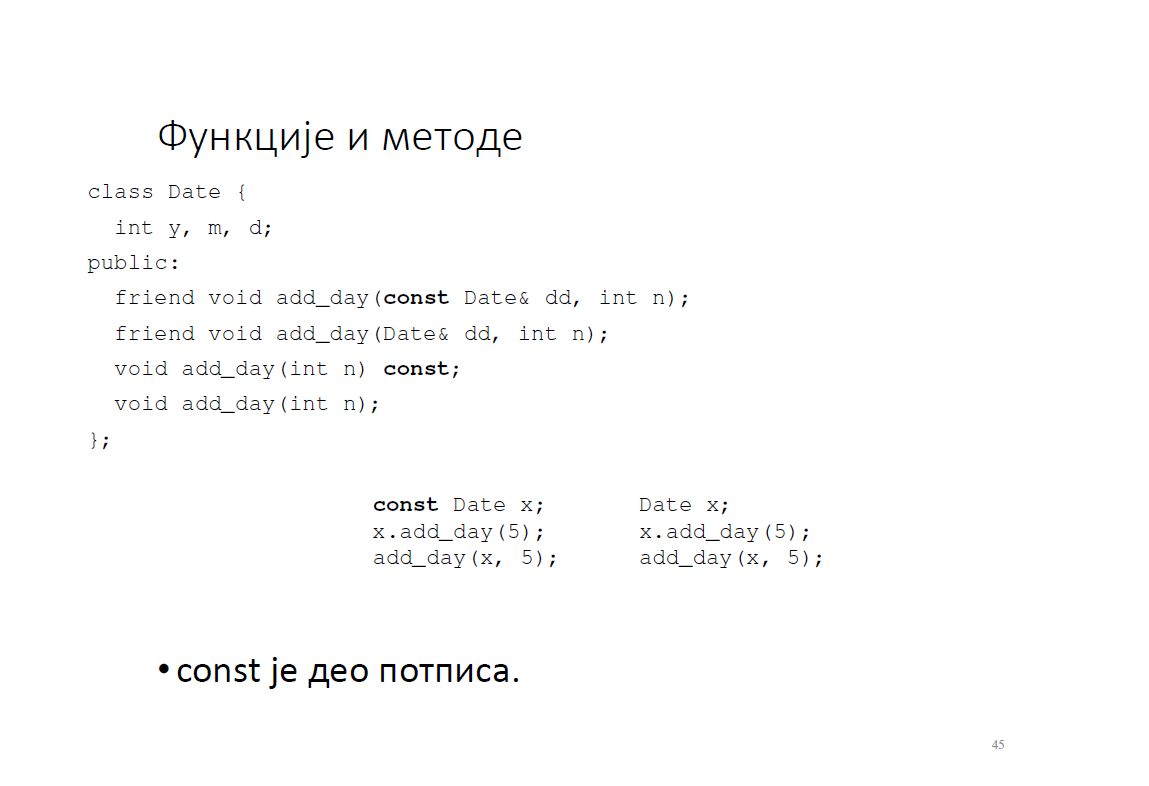 Функције и методе
class Date {
  int y, m, d;
public:
  friend void add_day(const Date& dd, int n);
  friend void add_day(Date& dd, int n);
  void add_day(int n) const;
  void add_day(int n);
};
const Date x;
x.add_day(5);
add_day(x, 5);
Date x;
x.add_day(5);
add_day(x, 5);
• const је део потписа.
45